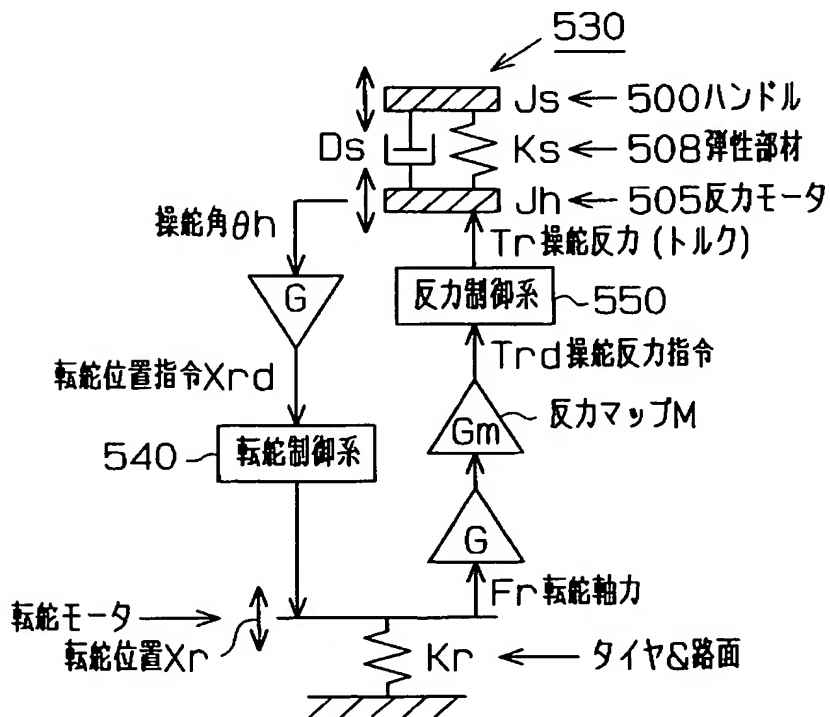 530
Js ← 500ハンドル
Ds
Ks ← 508弾性部材
Jh ← 505反力モータ
操舵角θh
Tr操舵反力(トルク)
G
反力制御系
550
Trd操舵反力指令
転舵位置指令Xrd
Gm
反力マップM
540
転舵制御系
G
Fr転舵軸力
転舵モータ
転舵位置Xr
Kr
タイヤ&路面